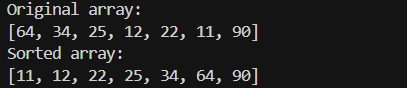 Original array:
[64, 34, 25, 12, 22, 11, 90]
Sorted array:
[11, 12, 22, 25, 34, 64, 90]